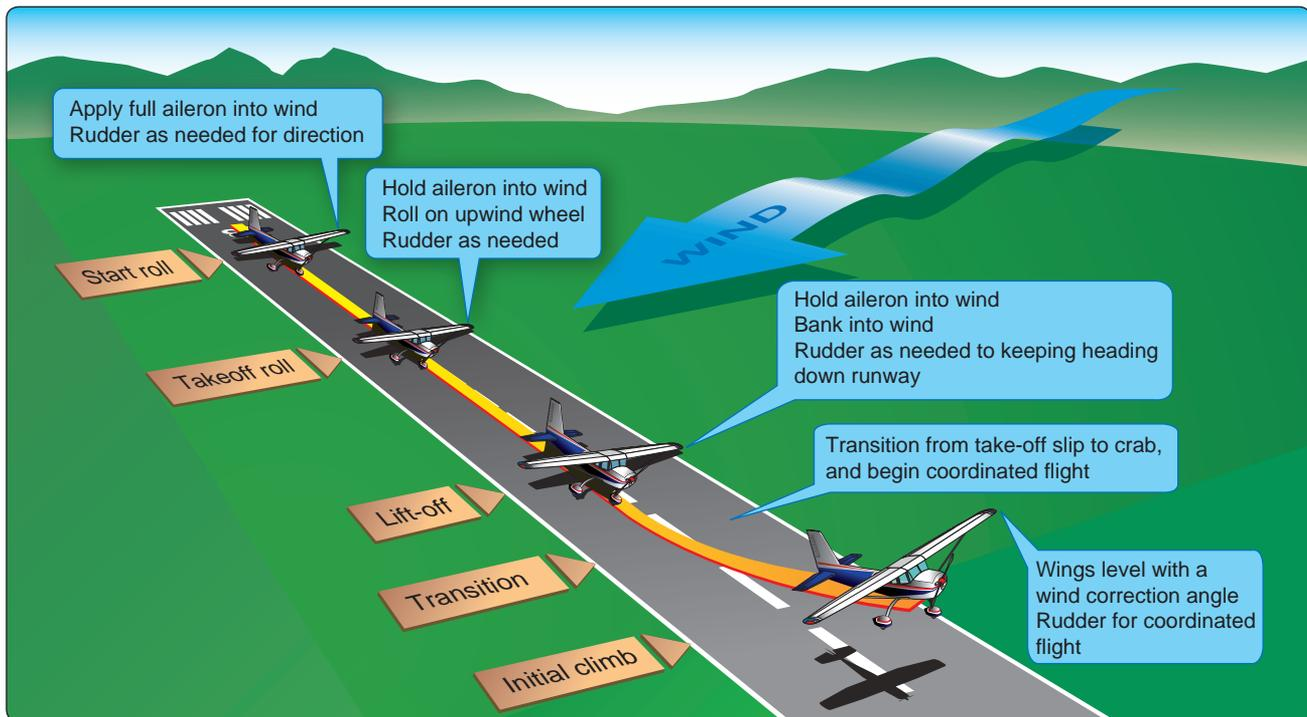 Apply full aileron into wind
Rudder as needed for direction
Hold aileron into wind
Roll on upwind wheel
Rudder as needed
WIND
Start roll
Hold aileron into wind
Bank into wind
Rudder as needed to keeping heading
down runway
Takeoff roll
Transition from take-off slip to crab,
and begin coordinated flight
Lift-off
Wings level with a
wind correction angle
Rudder for coordinated
flight
Transition
Initial climb